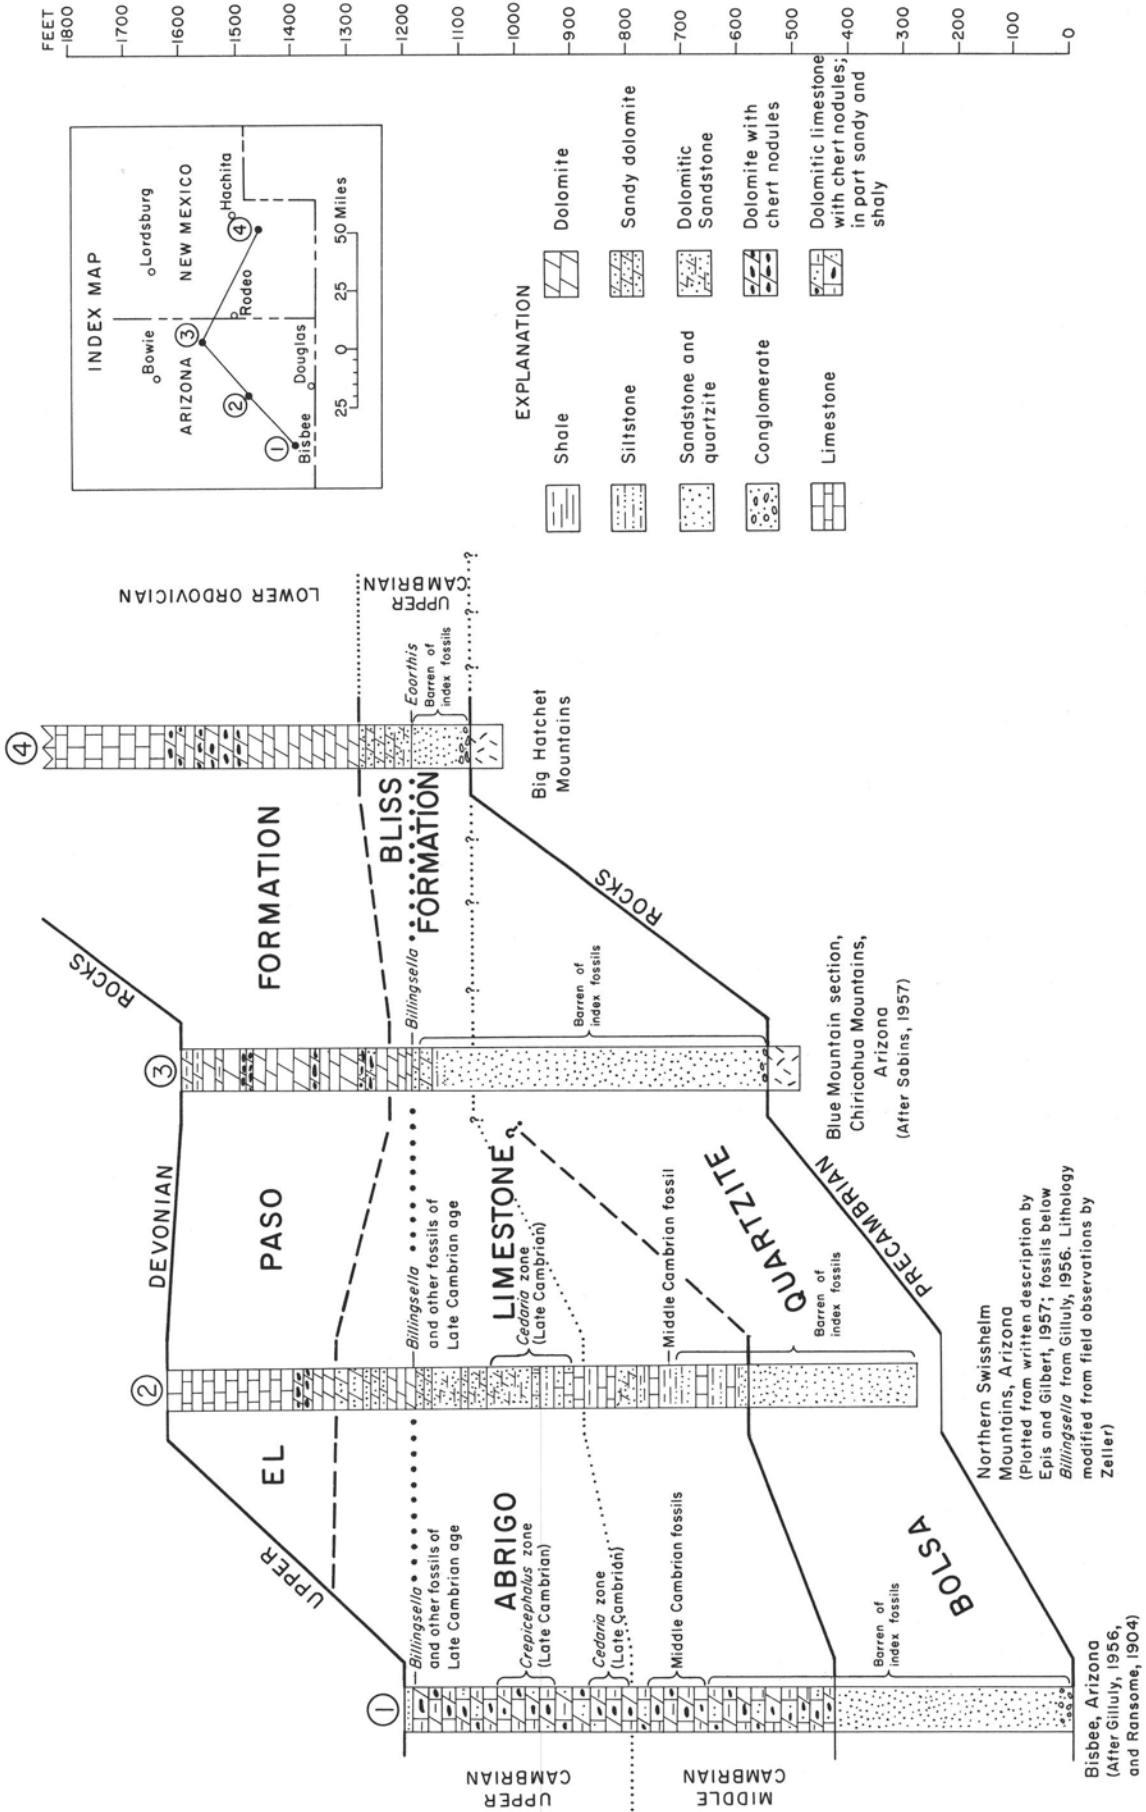 FEET
1800
1700
1600
1500
1400
1300
1200
1100
1000
900
800
700
600
500
400
300
200
100
0
INDEX MAP
Bowie
Lordsburg
ARIZONA
NEW MEXICO
Hachita
Rodeo
Douglas
Bisbee
1
2
3
4
25
0
25
50 Miles
EXPLANATION
Shale
Siltstone
Sandstone and
quartzite
Conglomerate
Limestone
Dolomite
Sandy dolomite
Dolomitic
Sandstone
Dolomite with
chert nodules
Dolomitic limestone
with chert nodules;
in part sandy and
shaly
1
2
3
4
UPPER
DEVONIAN
ROCKS
EL
PASO
FORMATION
LOWER ORDOVICIAN
UPPER
CAMBRIAN
BLISS
FORMATION
ABRIGO
LIMESTONE
?
BOLSA
QUARTZITE
PRECAMBRIAN
ROCKS
UPPER
CAMBRIAN
MIDDLE
CAMBRIAN
Billingsella
and other fossils of
Late Cambrian age
Crepicephalus zone
(Late Cambrian)
Cedaria zone
(Late Cambrian)
Middle Cambrian fossils
Barren of
index fossils
Billingsella
and other fossils of
Late Cambrian age
Cedaria zone
(Late Cambrian)
Middle Cambrian fossil
Barren of
index fossils
Billingsella
Barren of
index fossils
Eoorthis
Barren of
index fossils
?
?
?
?
?
?
?
Bisbee, Arizona
(After Gilluly, 1956,
and Ransome, 1904)
Northern Swisshelm
Mountains, Arizona
(Plotted from written description by
Epis and Gilbert, 1957; fossils below
Billingsella from Gilluly, 1956. Lithology
modified from field observations by
Zeller)
Blue Mountain section,
Chiricahua Mountains,
Arizona
(After Sabins, 1957)
Big Hatchet
Mountains